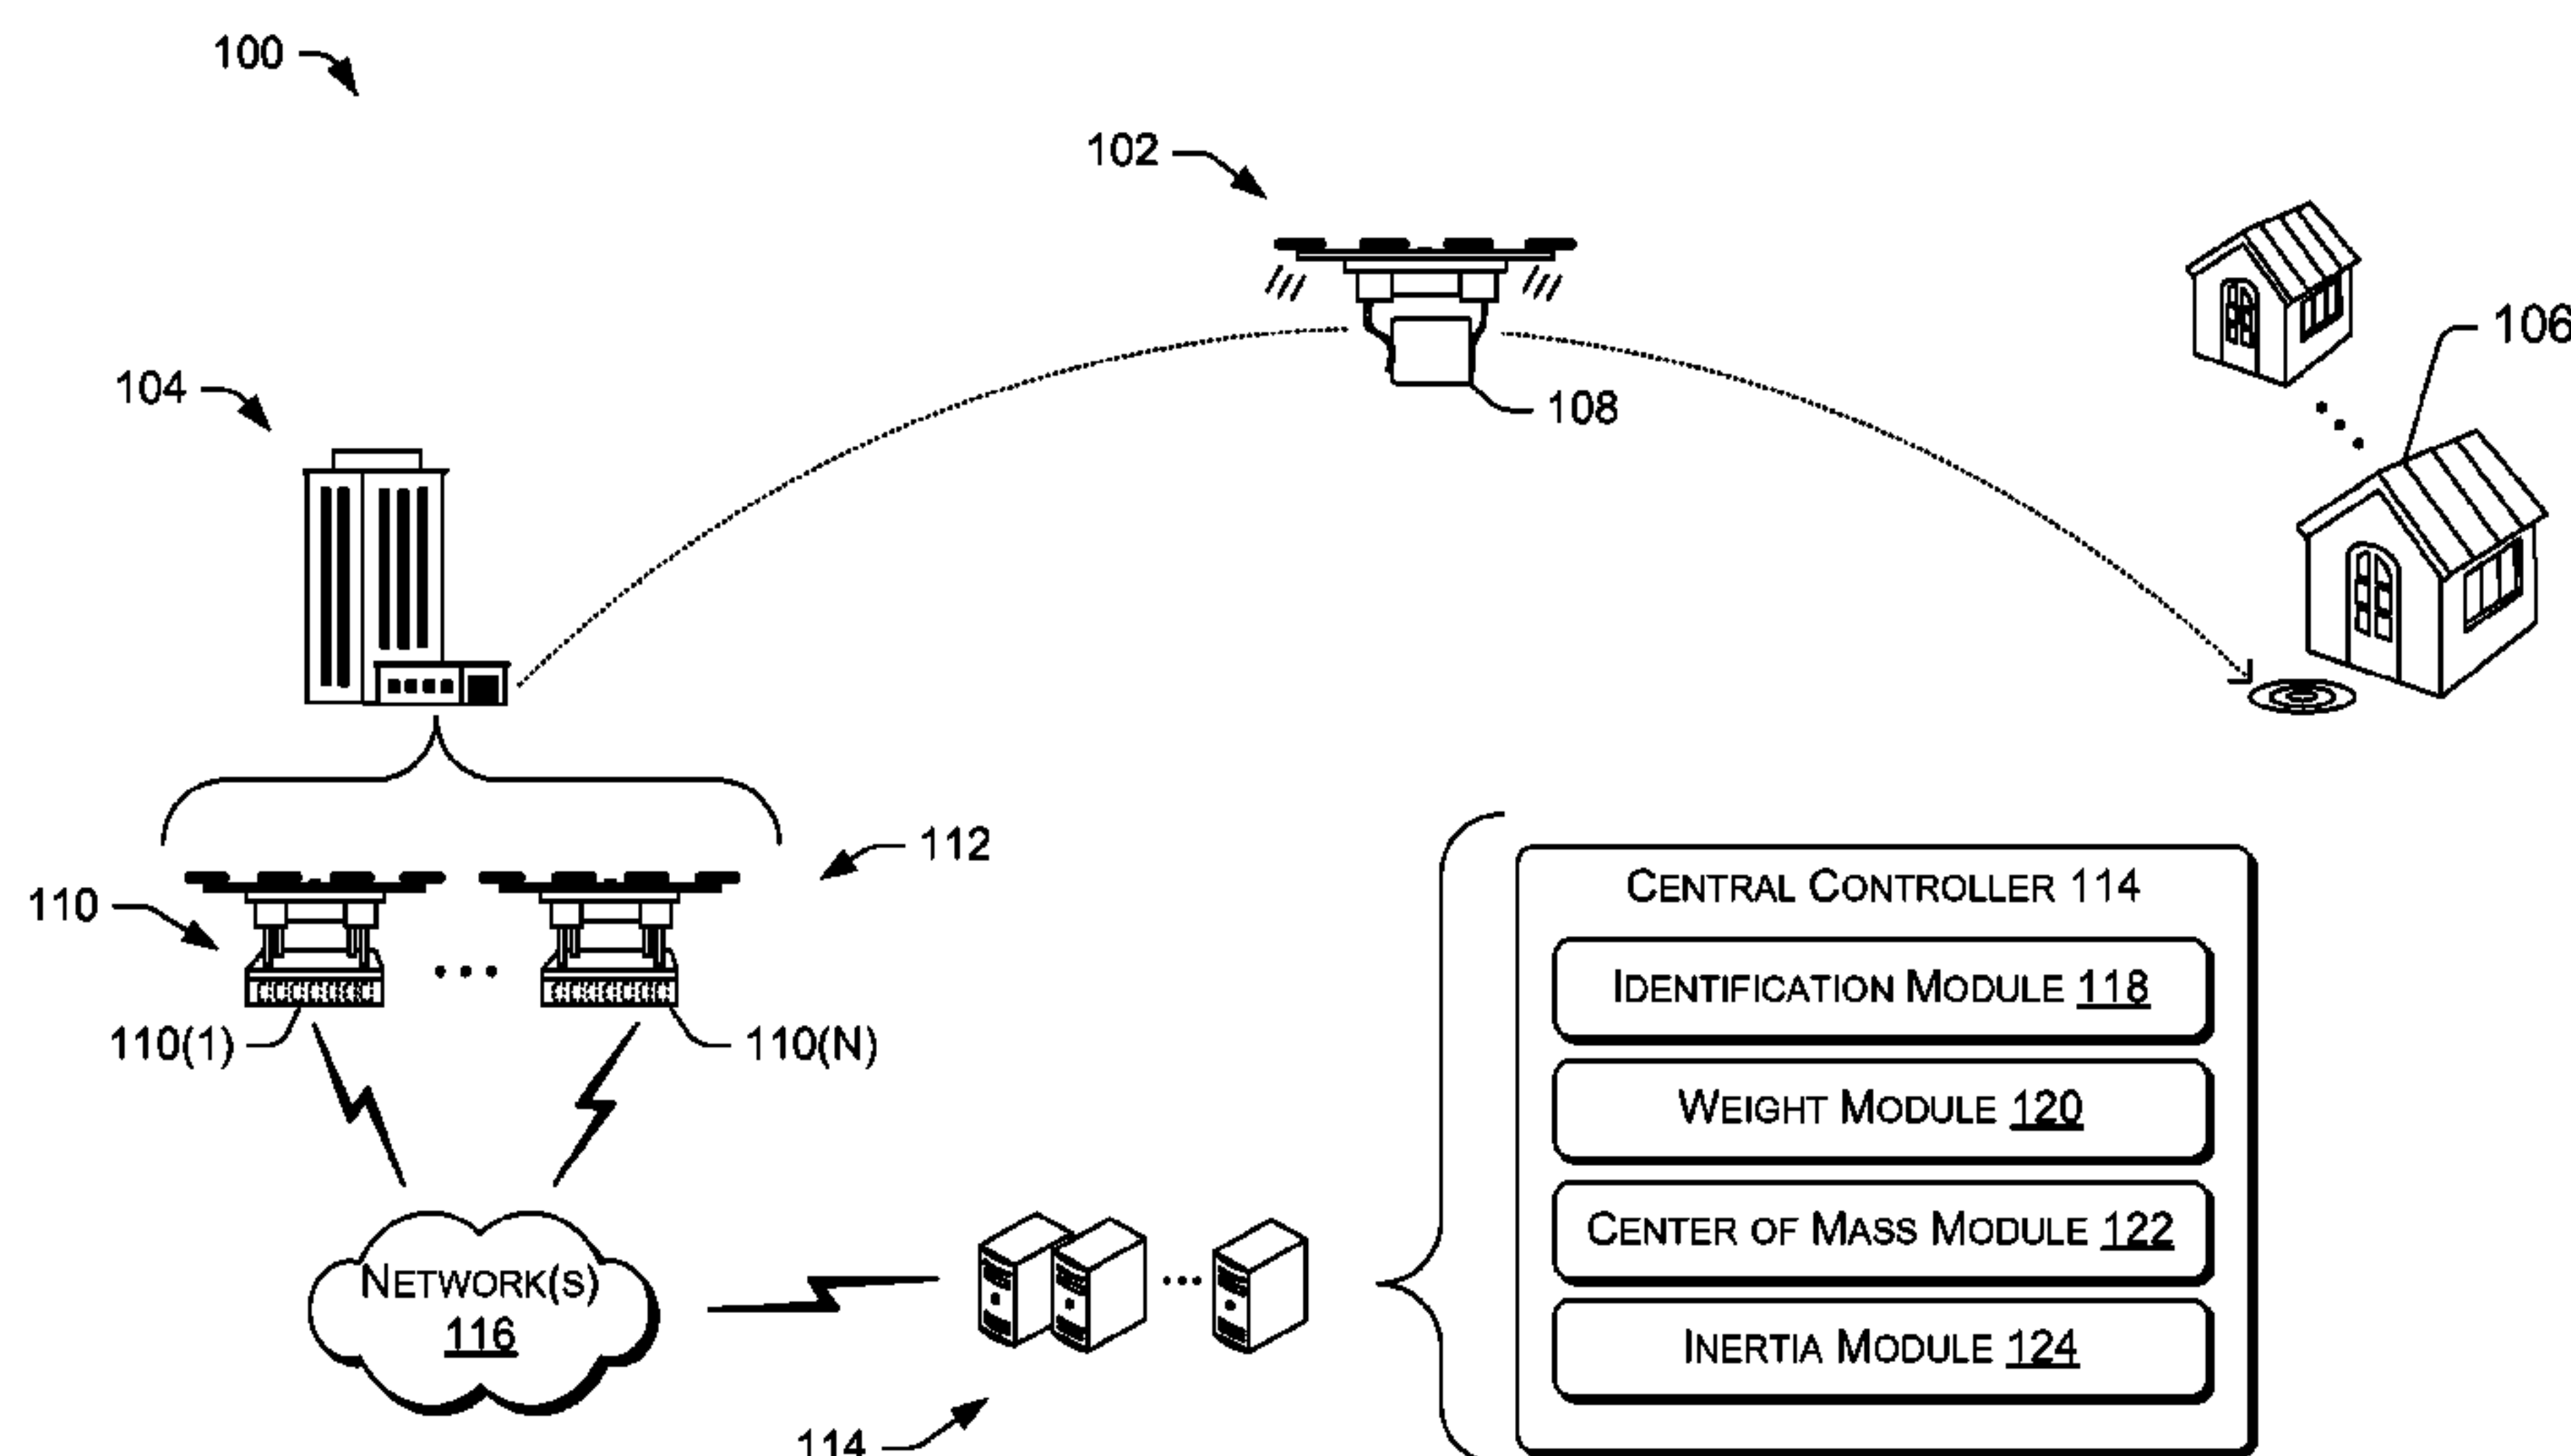 100
102
106
104
108
112
110
110(1)
110(N)
CENTRAL CONTROLLER 114
IDENTIFICATION MODULE 118
WEIGHT MODULE 120
CENTER OF MASS MODULE 122
INERTIA MODULE 124
NETWORK(S)
116
114